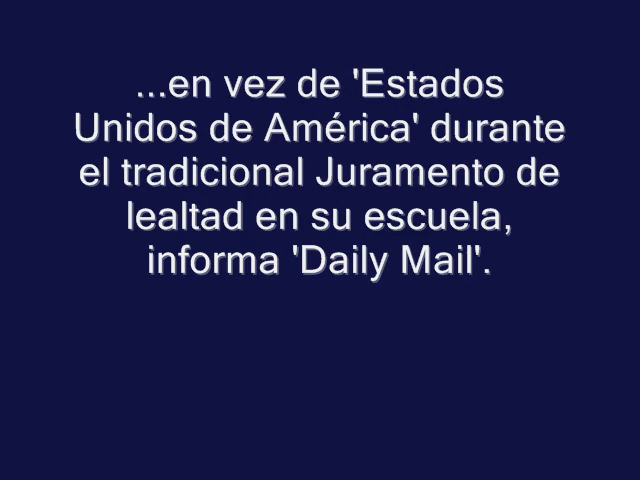 ...en vez de 'Estados
Unidos de América' durante
el tradicional Juramento de
lealtad en su escuela,
informa 'Daily Mail'.